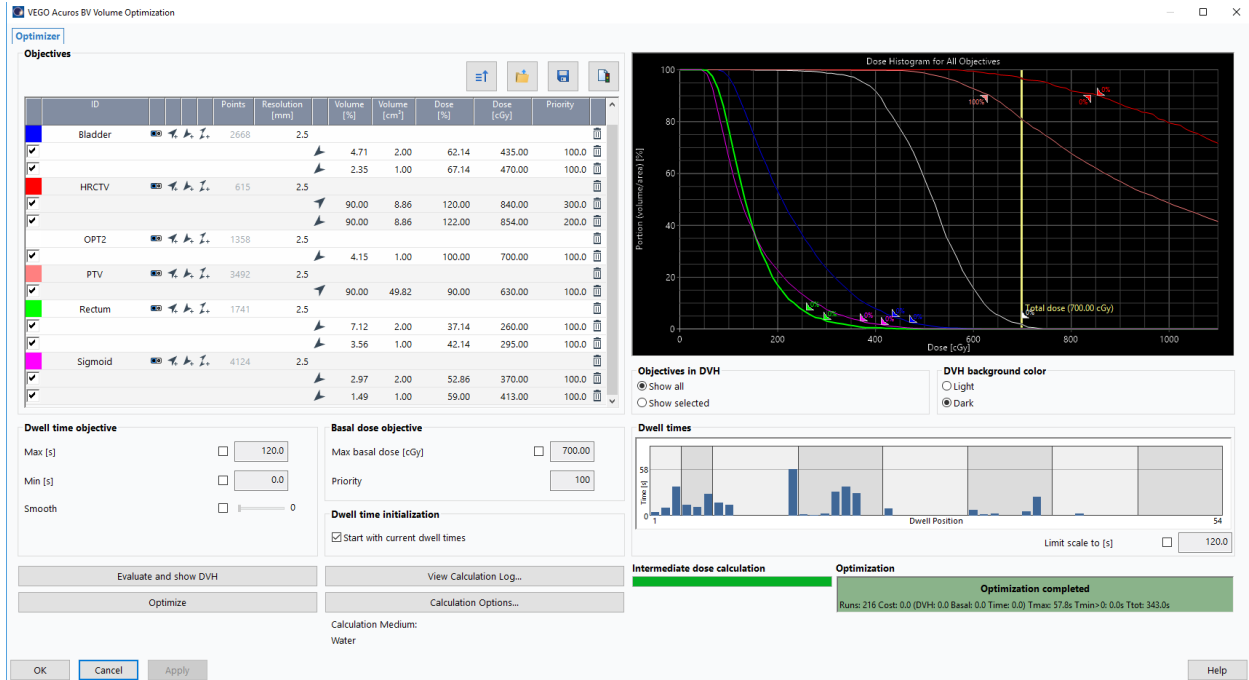 VEGO Acuros BV Volume Optimization
Optimizer
Objectives
ID Points Resolution [mm] Volume [%] Volume [cm³] Dose [%] Dose [cGy] Priority
Bladder 2668 2.5
4.71 2.00 62.14 435.00 100.0
2.35 1.00 67.14 470.00 100.0
HRCTV 615 2.5
90.00 8.86 120.00 840.00 300.0
90.00 8.86 122.00 854.00 200.0
OPT2 1358 2.5
4.15 1.00 100.00 700.00 100.0
PTV 3492 2.5
90.00 49.82 90.00 630.00 100.0
Rectum 1741 2.5
7.12 2.00 37.14 260.00 100.0
3.56 1.00 42.14 295.00 100.0
Sigmoid 4124 2.5
2.97 2.00 52.86 370.00 100.0
1.49 1.00 59.00 413.00 100.0
Dose Histogram for All Objectives
Portion (volume/area) [%]
100
80
60
40
20
0
100%
0%
0%
0%
0%
0%
0%
0%
0%
0%
Total dose (700.00 cGy)
0 200 400 600 800 1000
Dose [cGy]
Objectives in DVH
Show all
Show selected
DVH background color
Light
Dark
Dwell time objective
Max [s] 120.0
Min [s] 0.0
Smooth 0
Basal dose objective
Max basal dose [cGy] 700.00
Priority 100
Dwell time initialization
Start with current dwell times
Dwell times
58
Time [s]
0
1 Dwell Position 54
Limit scale to [s] 120.0
Evaluate and show DVH
View Calculation Log...
Optimize
Calculation Options...
Calculation Medium:
Water
Intermediate dose calculation
Optimization
Optimization completed
Runs: 216 Cost: 0.0 (DVH: 0.0 Basal: 0.0 Time: 0.0) Tmax: 57.8s Tmin>0: 0.0s Ttot: 343.0s
OK Cancel Apply Help